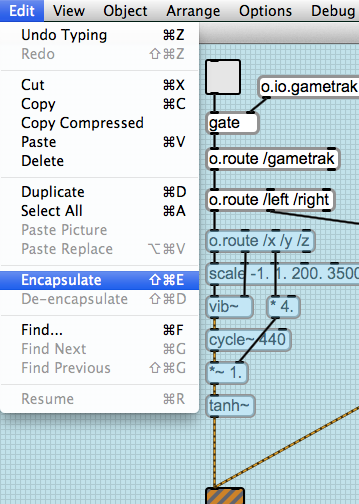 Edit View Object Arrange Options Debug
Undo Typing ⌘Z
Redo ⇧⌘Z
Cut ⌘X
Copy ⌘C
Copy Compressed
Paste ⌘V
Delete
Duplicate ⌘D
Select All ⌘A
Paste Picture
Paste Replace ⌥⌘V
Encapsulate ⇧⌘E
De-encapsulate ⇧⌘D
Find... ⌘F
Find Next ⌘G
Find Previous ⇧⌘G
Resume ⌘R
o.io.gametrak
gate
o.route /gametrak
o.route /left /right
o.route /x /y /z
scale -1. 1. 200. 3500
vib~ * 4.
cycle~ 440
*~ 1.
tanh~